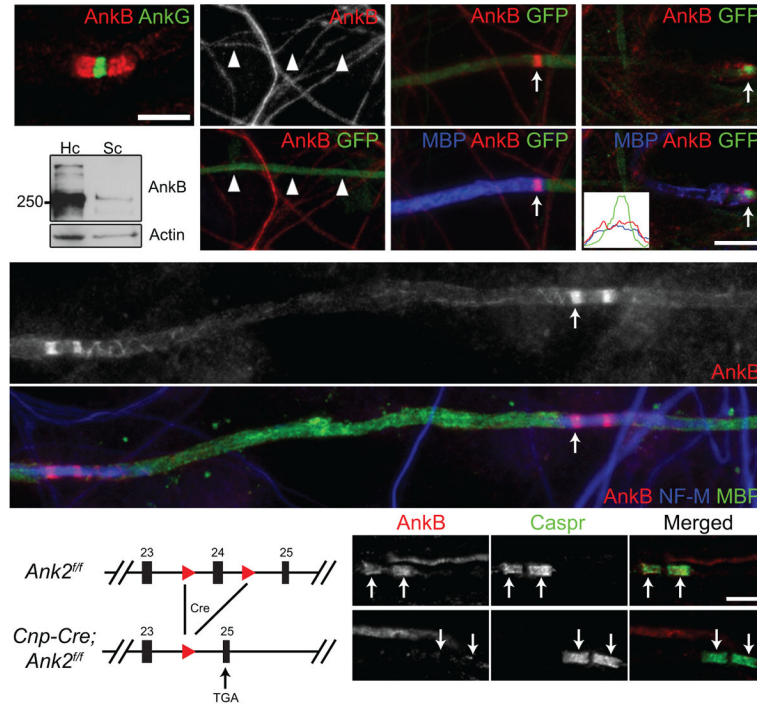 AnkB AnkG
AnkB
AnkB GFP
AnkB GFP
Hc Sc
AnkB
250
Actin
AnkB GFP
MBP AnkB GFP
MBP AnkB GFP
AnkB
AnkB NF-M MBP
AnkB
Caspr
Merged
23
24
25
Ank2f/f
Cre
Cnp-Cre;
Ank2f/f
23
25
TGA